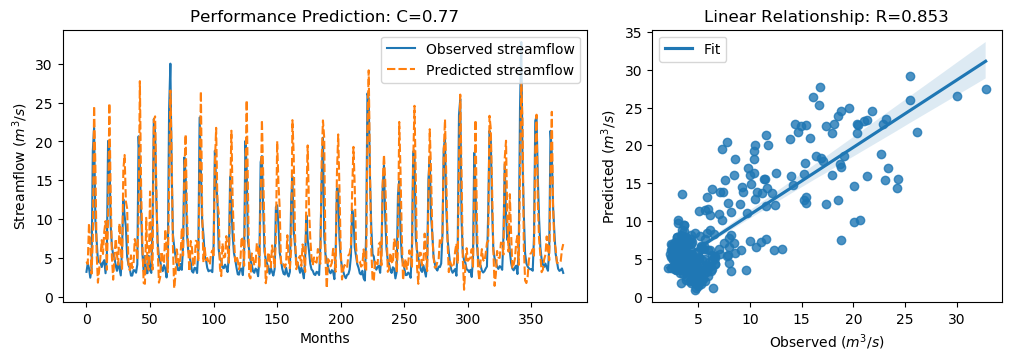 Performance Prediction: C=0.77
Streamflow (m³/s)
30
25
20
15
10
5
0
0 50 100 150 200 250 300 350
Months
Observed streamflow
Predicted streamflow
Linear Relationship: R=0.853
Predicted (m³/s)
35
30
25
20
15
10
5
0
5 10 15 20 25 30
Observed (m³/s)
Fit